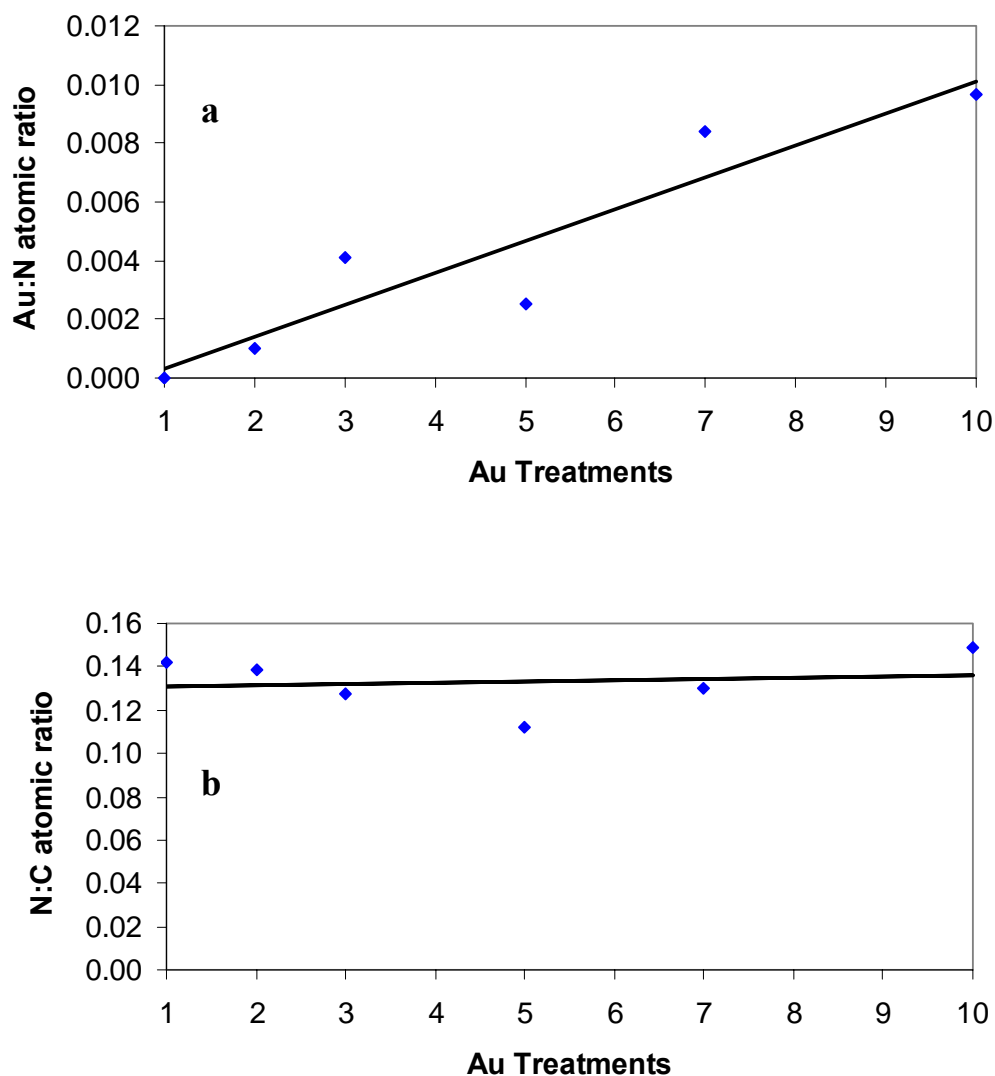 0.012
0.010
0.008
0.006
0.004
0.002
0.000
Au:N atomic ratio
a
1 2 3 4 5 6 7 8 9 10
Au Treatments
0.16
0.14
0.12
0.10
0.08
0.06
0.04
0.02
0.00
N:C atomic ratio
b
1 2 3 4 5 6 7 8 9 10
Au Treatments